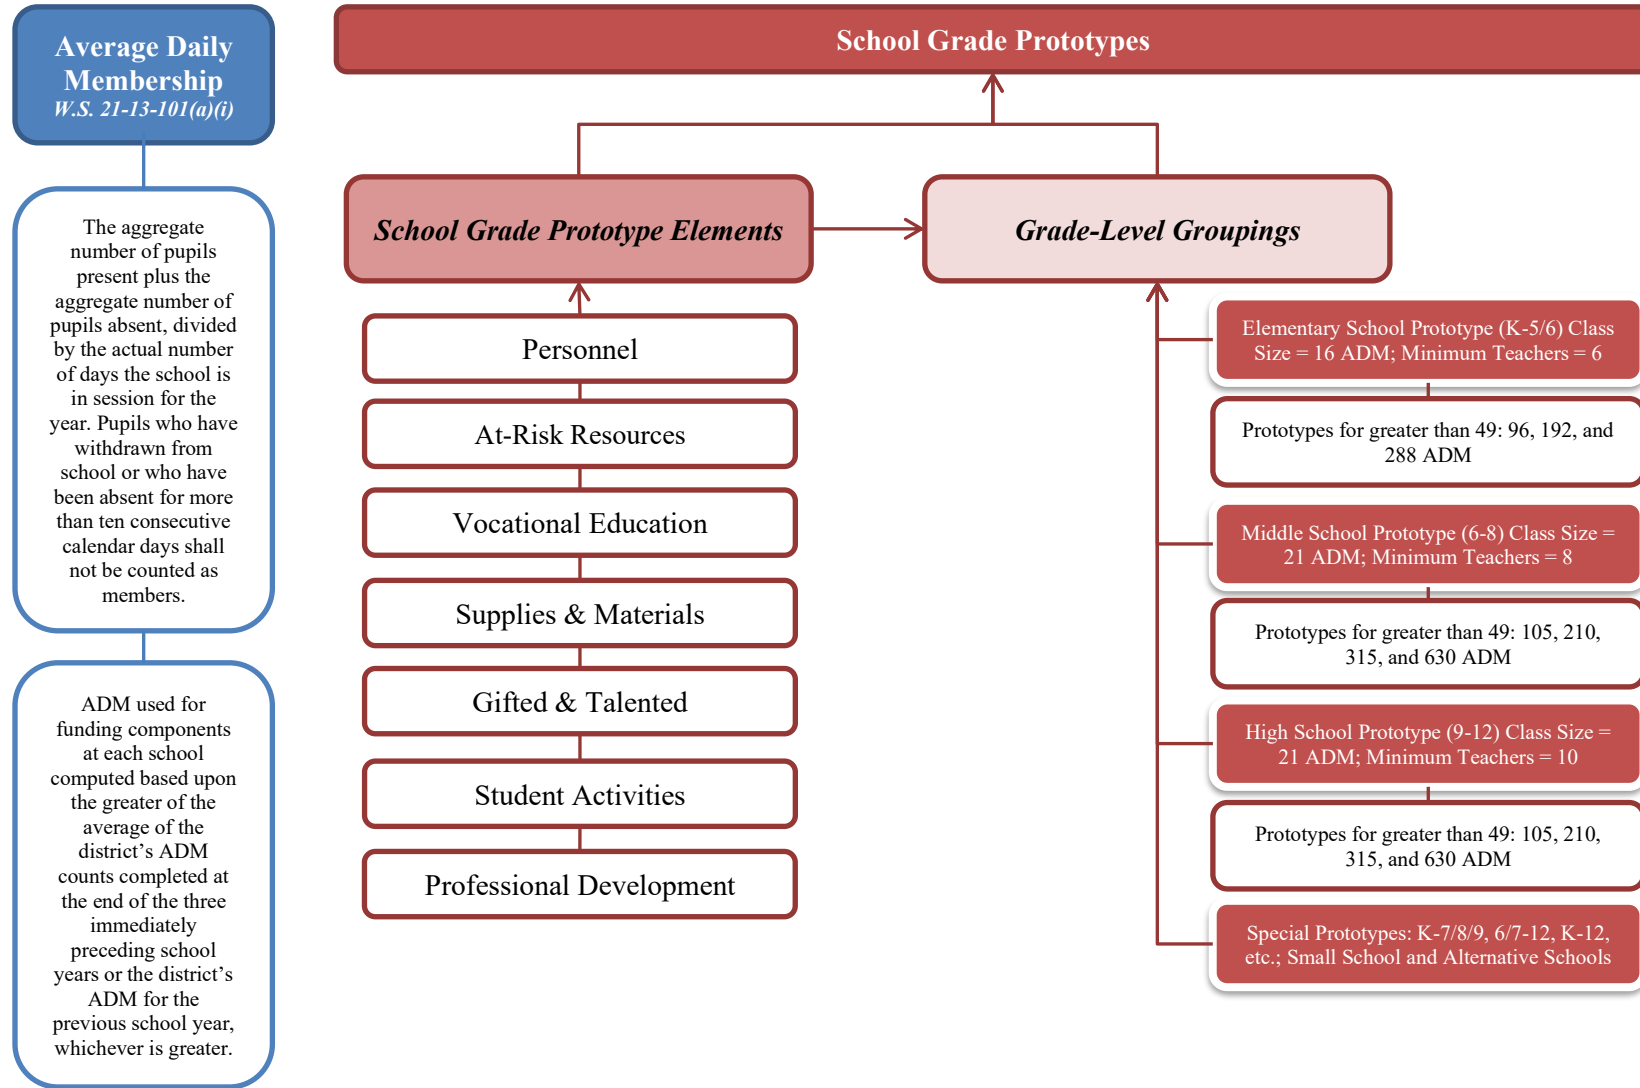 Average Daily
Membership
W.S. 21-13-101(a)(i)
The aggregate
number of pupils
present plus the
aggregate number of
pupils absent, divided
by the actual number
of days the school is
in session for the
year. Pupils who have
withdrawn from
school or who have
been absent for more
than ten consecutive
calendar days shall
not be counted as
members.
ADM used for
funding components
at each school
computed based upon
the greater of the
average of the
district’s ADM
counts completed at
the end of the three
immediately
preceding school
years or the district’s
ADM for the
previous school year,
whichever is greater.
School Grade Prototypes
School Grade Prototype Elements
Personnel
At-Risk Resources
Vocational Education
Supplies & Materials
Gifted & Talented
Student Activities
Professional Development
Grade-Level Groupings
Elementary School Prototype (K-5/6) Class
Size = 16 ADM; Minimum Teachers = 6
Prototypes for greater than 49: 96, 192, and
288 ADM
Middle School Prototype (6-8) Class Size =
21 ADM; Minimum Teachers = 8
Prototypes for greater than 49: 105, 210,
315, and 630 ADM
High School Prototype (9-12) Class Size =
21 ADM; Minimum Teachers = 10
Prototypes for greater than 49: 105, 210,
315, and 630 ADM
Special Prototypes: K-7/8/9, 6/7-12, K-12,
etc.; Small School and Alternative Schools